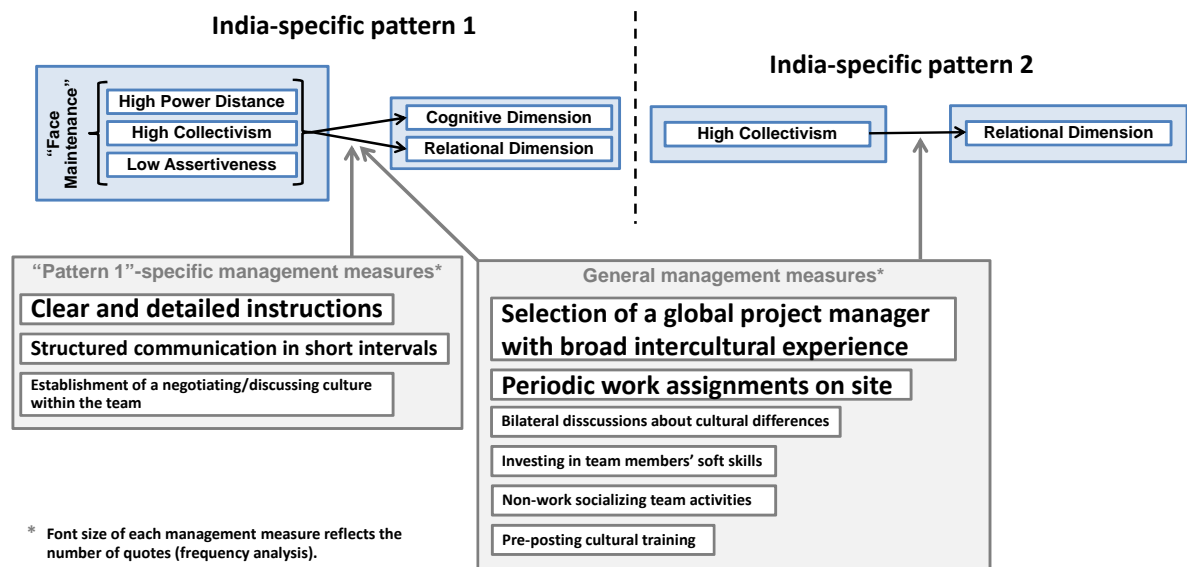 India-specific pattern 1
“Face
Maintenance”
High Power Distance
High Collectivism
Low Assertiveness
Cognitive Dimension
Relational Dimension
India-specific pattern 2
High Collectivism
Relational Dimension
“Pattern 1”-specific management measures*
Clear and detailed instructions
Structured communication in short intervals
Establishment of a negotiating/discussing culture
within the team
General management measures*
Selection of a global project manager
with broad intercultural experience
Periodic work assignments on site
Bilateral disscussions about cultural differences
Investing in team members’ soft skills
Non-work socializing team activities
Pre-posting cultural training
* Font size of each management measure reflects the
number of quotes (frequency analysis).